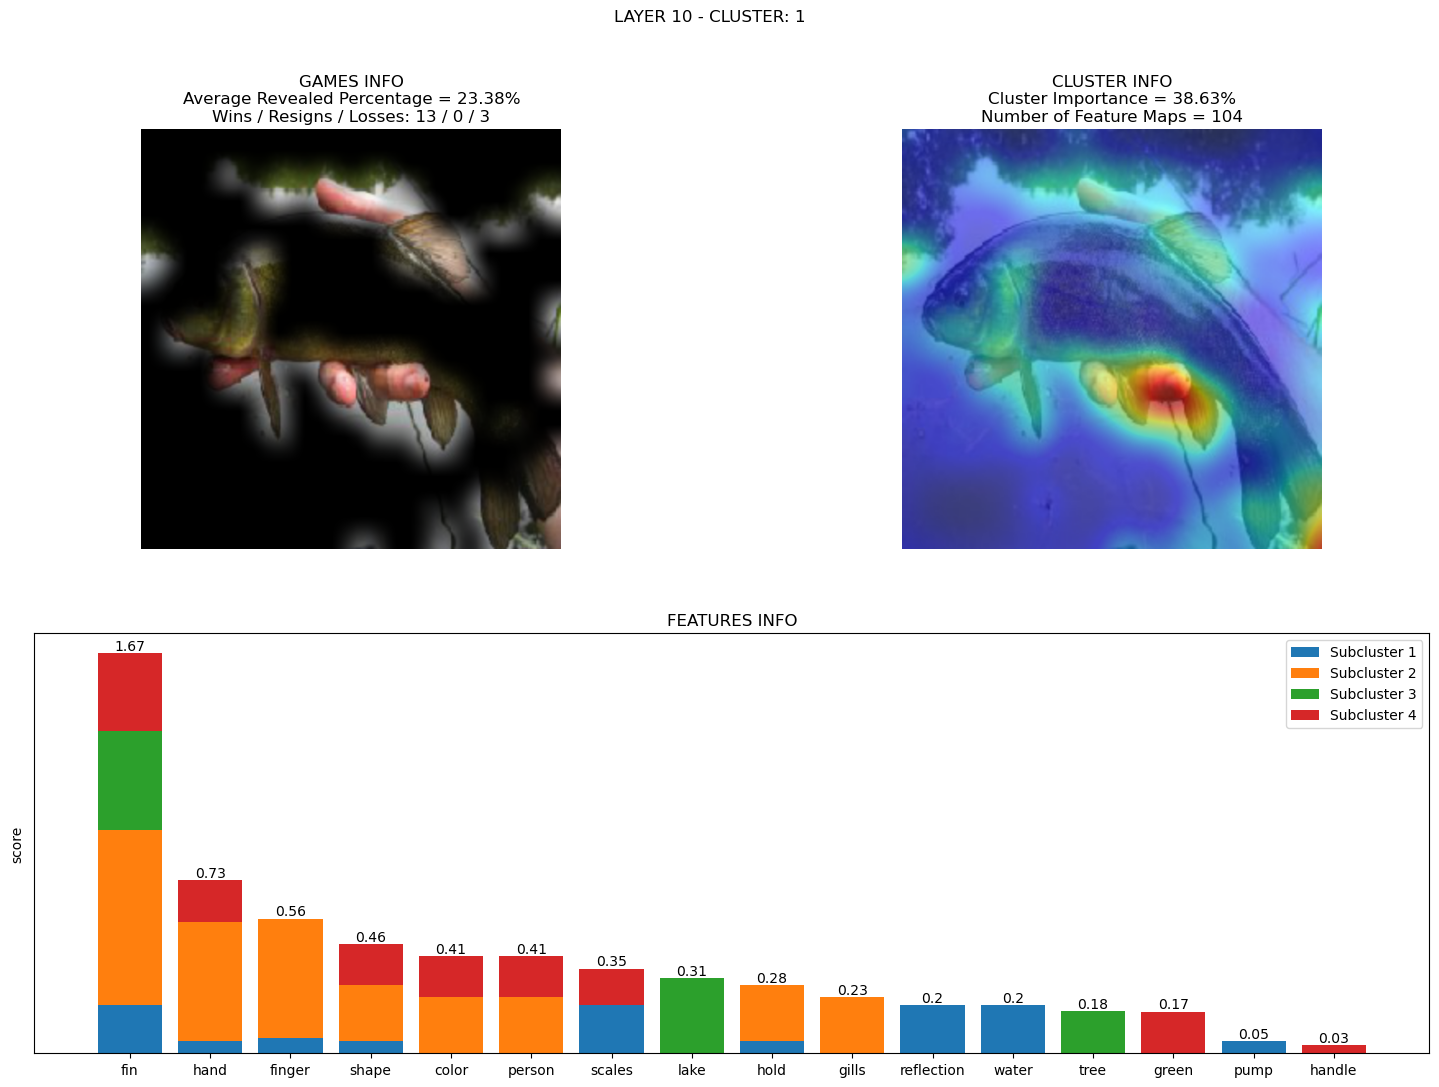 LAYER 10 - CLUSTER: 1
GAMES INFO
Average Revealed Percentage = 23.38%
Wins / Resigns / Losses: 13 / 0 / 3
CLUSTER INFO
Cluster Importance = 38.63%
Number of Feature Maps = 104
FEATURES INFO
score
Subcluster 1
Subcluster 2
Subcluster 3
Subcluster 4
1.67
0.73
0.56
0.46
0.41
0.41
0.35
0.31
0.28
0.23
0.2
0.2
0.18
0.17
0.05
0.03
fin hand finger shape color person scales lake hold gills reflection water tree green pump handle